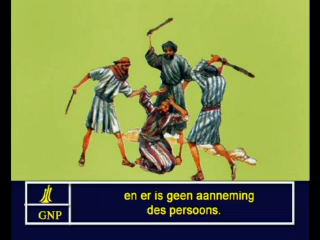 en er is geen aanneming
des persoons.
GNP